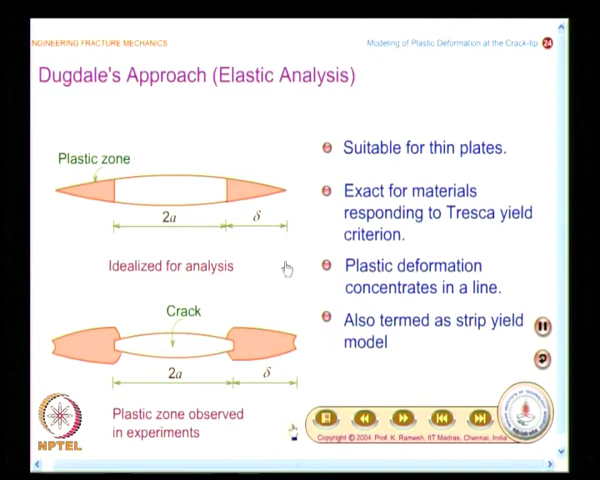 NGINEERING FRACTURE MECHANICS
Modeling of Plastic Deformation at the Crack-tip 24
Dugdale's Approach (Elastic Analysis)
Plastic zone
2a
δ
Idealized for analysis
Crack
2a
δ
Plastic zone observed
in experiments
Suitable for thin plates.
Exact for materials
responding to Tresca yield
criterion.
Plastic deformation
concentrates in a line.
Also termed as strip yield
model
NPTEL
Copyright © 2004 Prof. K. Ramesh, IIT Madras, Chennai, India